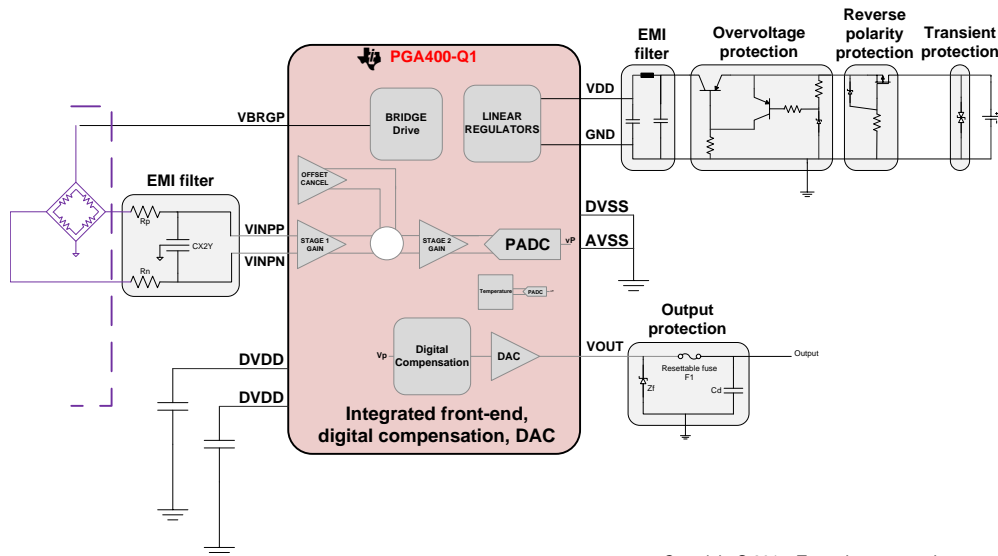 PGA400-Q1
EMI
filter
Overvoltage
protection
Reverse
polarity
protection
Transient
protection
VDD
GND
VBRGP
BRIDGE
Drive
LINEAR
REGULATORS
OFFSET
CANCEL
EMI filter
Rp
CX2Y
Rn
VINPP
VINPN
STAGE 1
GAIN
STAGE 2
GAIN
PADC
vP
DVSS
AVSS
Temperature
PADC
Output
protection
VOUT
Output
Resettable fuse
F1
Zf
Cd
Vp
Digital
Compensation
DAC
DVDD
DVDD
Integrated front-end,
digital compensation, DAC